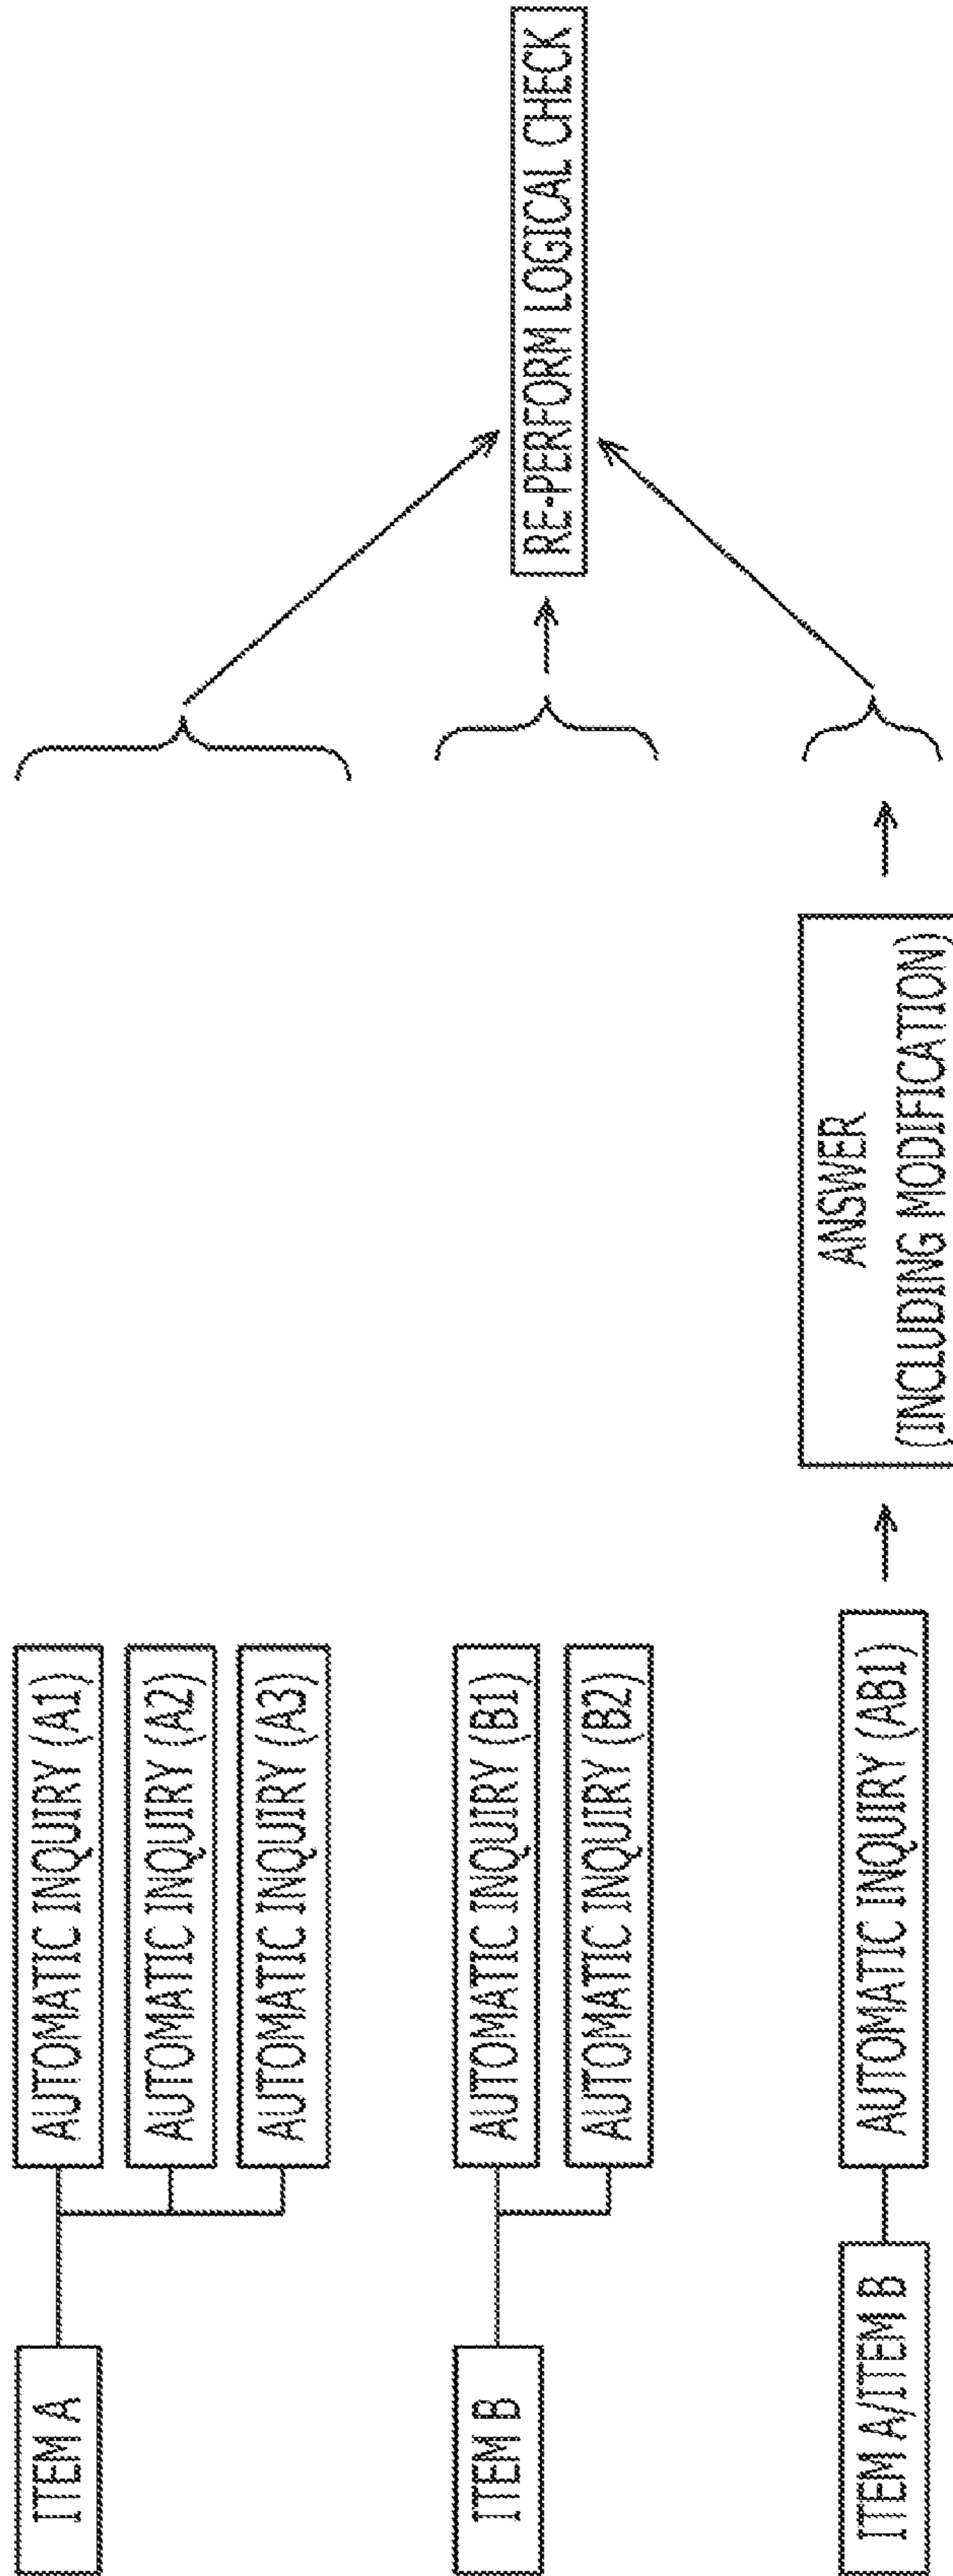 ITEM A
AUTOMATIC INQUIRY (A1)
AUTOMATIC INQUIRY (A2)
AUTOMATIC INQUIRY (A3)
ITEM B
AUTOMATIC INQUIRY (B1)
AUTOMATIC INQUIRY (B2)
ITEM A/ITEM B
AUTOMATIC INQUIRY (AB1)
ANSWER
(INCLUDING MODIFICATION)
RE-PERFORM LOGICAL CHECK